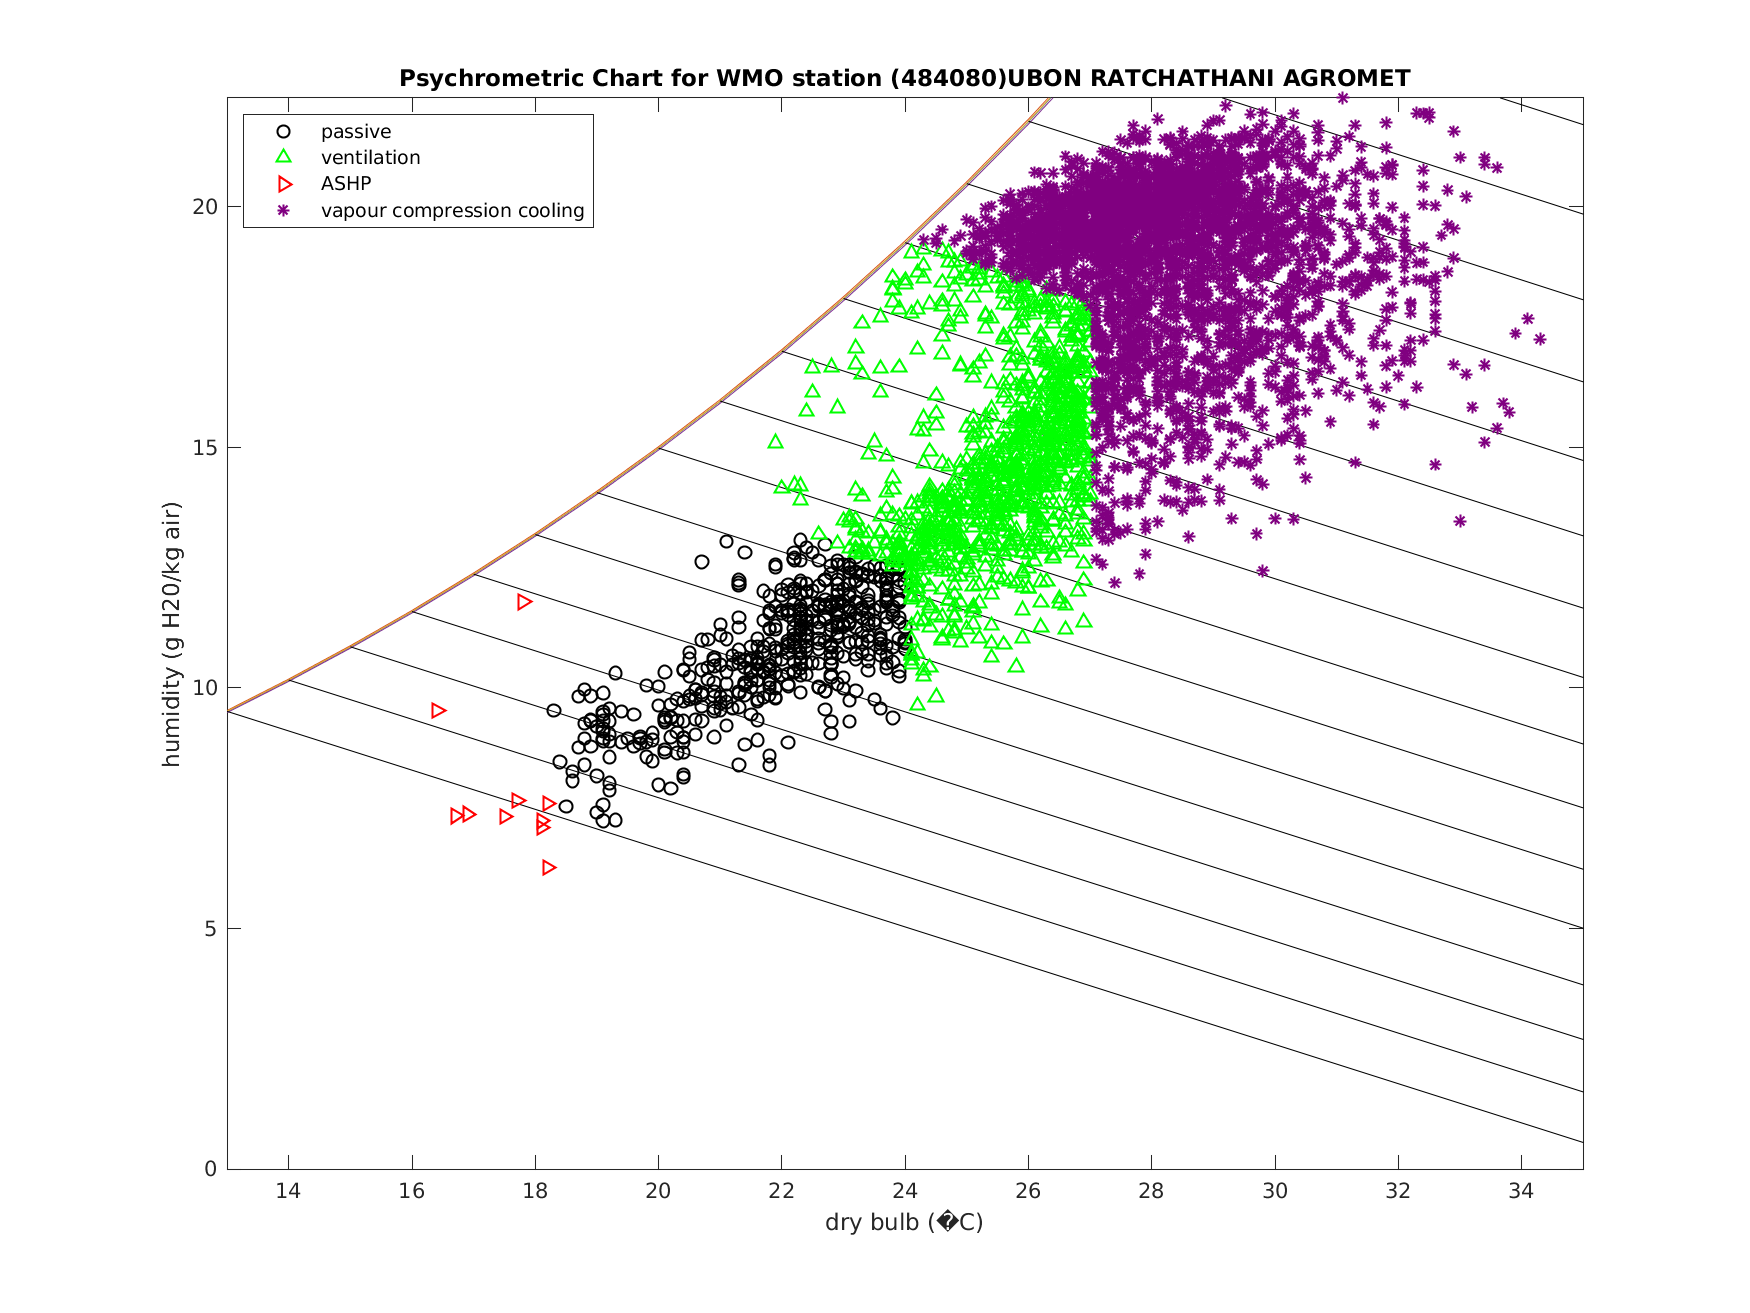 Psychrometric Chart for WMO station (484080)UBON RATCHATHANI AGROMET
passive
ventilation
ASHP
vapour compression cooling
humidity (g H20/kg air)
20
15
10
5
0
14 16 18 20 22 24 26 28 30 32 34
dry bulb (�C)